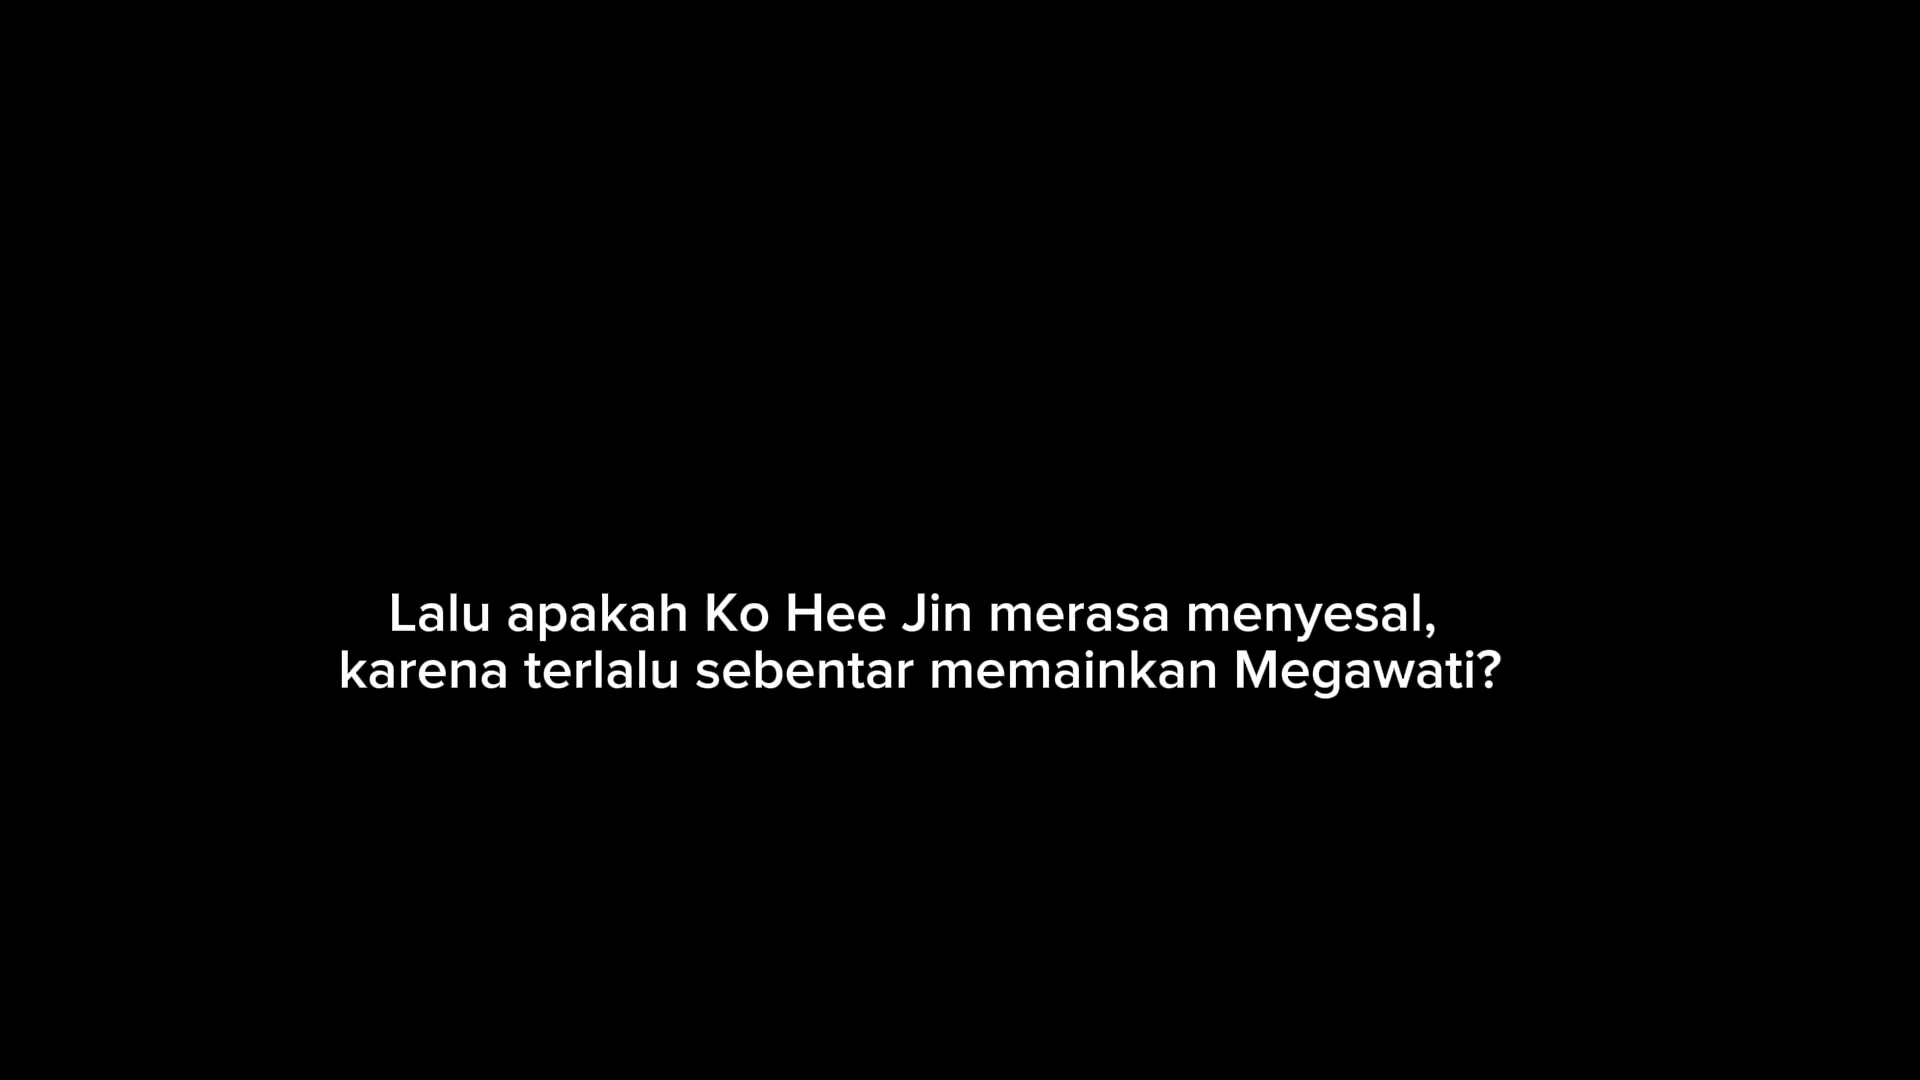 Lalu apakah Ko Hee Jin merasa menyesal,
karena terlalu sebentar memainkan Megawati?